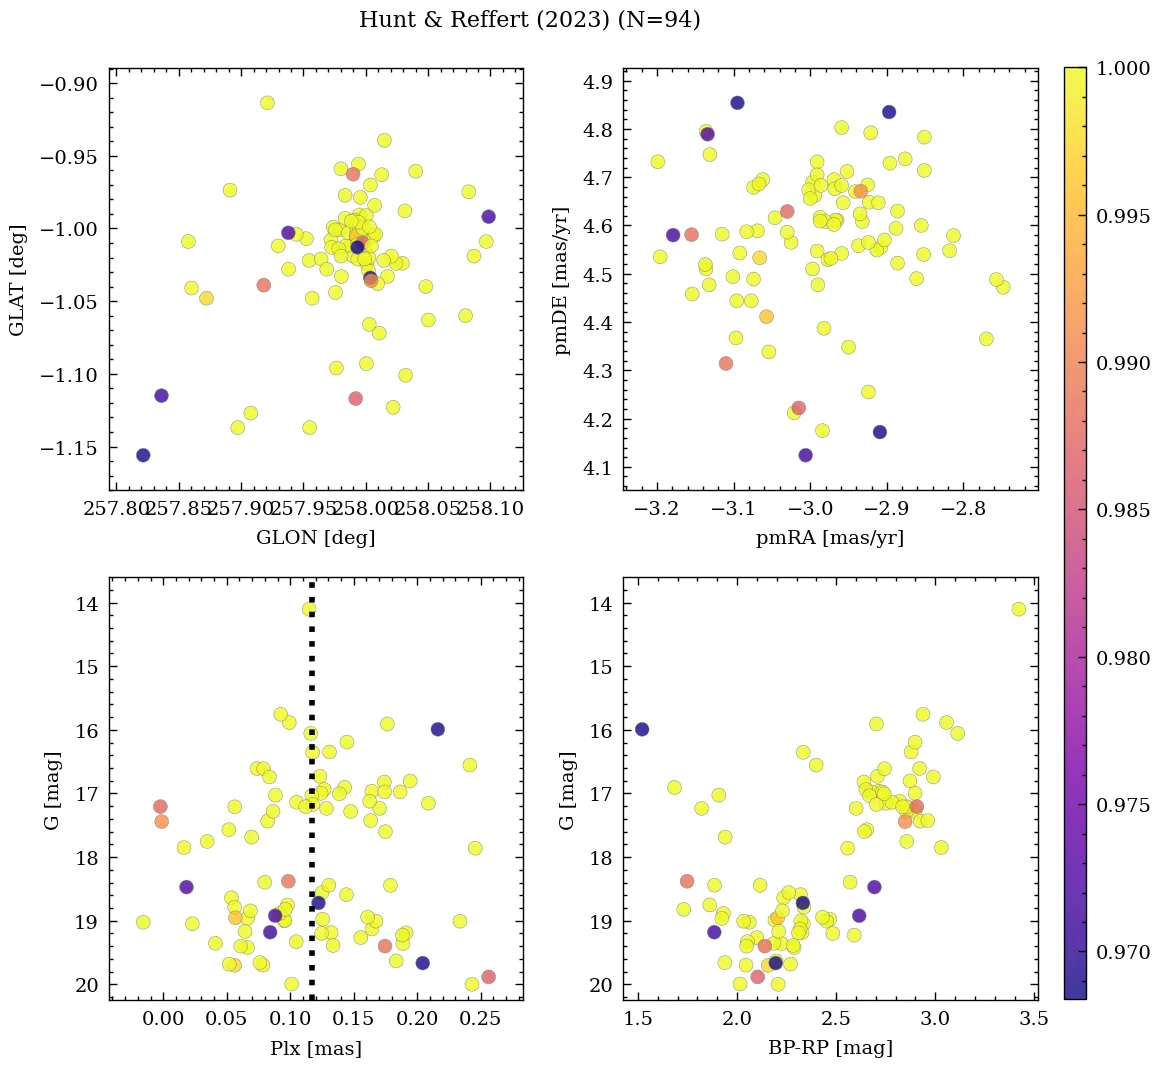 Hunt & Reffert (2023) (N=94)
−0.90
−0.95
−1.00
−1.05
−1.10
−1.15
GLAT [deg]
257.80 257.85 257.90 257.95 258.00 258.05 258.10
GLON [deg]
4.9
4.8
4.7
4.6
4.5
4.4
4.3
4.2
4.1
pmDE [mas/yr]
−3.2 −3.1 −3.0 −2.9 −2.8
pmRA [mas/yr]
14
15
16
17
18
19
20
G [mag]
0.00 0.05 0.10 0.15 0.20 0.25
Plx [mas]
14
15
16
17
18
19
20
G [mag]
1.5 2.0 2.5 3.0 3.5
BP-RP [mag]
1.000
0.995
0.990
0.985
0.980
0.975
0.970